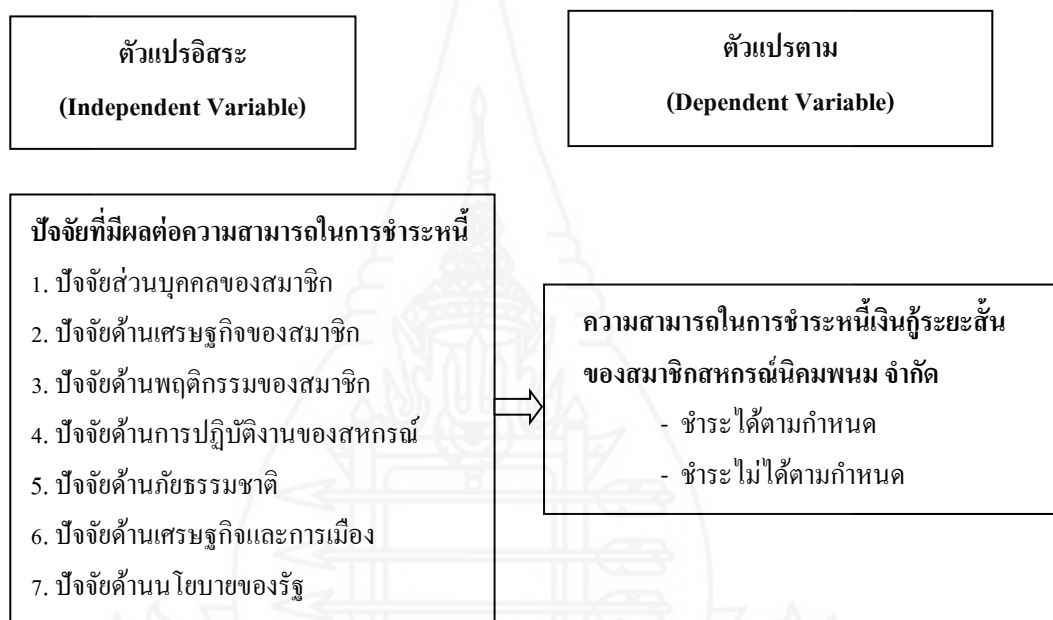 ตัวแปรอิสระ
(Independent Variable)
ตัวแปรตาม
(Dependent Variable)
ปัจจัยที่มีผลต่อความสามารถในการชำระหนี้
1. ปัจจัยส่วนบุคคลของสมาชิก
2. ปัจจัยด้านเศรษฐกิจของสมาชิก
3. ปัจจัยด้านพฤติกรรมของสมาชิก
4. ปัจจัยด้านการปฏิบัติงานของสหกรณ์
5. ปัจจัยด้านภัยธรรมชาติ
6. ปัจจัยด้านเศรษฐกิจและการเมือง
7. ปัจจัยด้านนโยบายของรัฐ
ความสามารถในการชำระหนี้เงินกู้ระยะสั้น
ของสมาชิกสหกรณ์นิคมพนม จำกัด
- ชำระได้ตามกำหนด
- ชำระไม่ได้ตามกำหนด